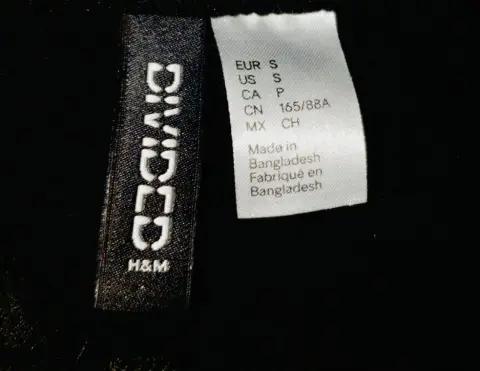 DIVIDED
H&M
EUR S
US S
CA P
CN 165/88A
MX CH
Made in
Bangladesh
Fabriqué en
Bangladesh